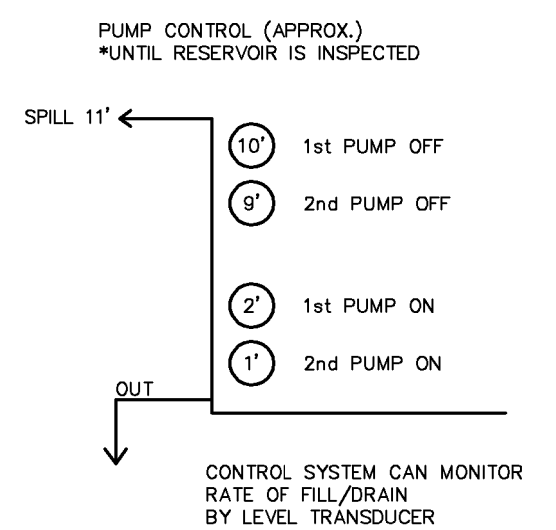 PUMP CONTROL (APPROX.)
*UNTIL RESERVOIR IS INSPECTED
SPILL 11'
10' 1st PUMP OFF
9' 2nd PUMP OFF
2' 1st PUMP ON
1' 2nd PUMP ON
OUT
CONTROL SYSTEM CAN MONITOR
RATE OF FILL/DRAIN
BY LEVEL TRANSDUCER